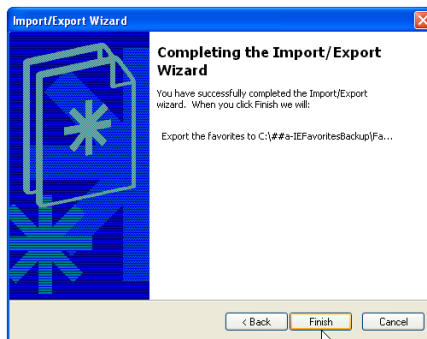 Import/Export Wizard
Completing the Import/Export
Wizard
You have successfully completed the Import/Export
wizard. When you click Finish we will:
Export the favorites to C:\##a-IEFavoritesBackup\Fa...
< Back
Finish
Cancel